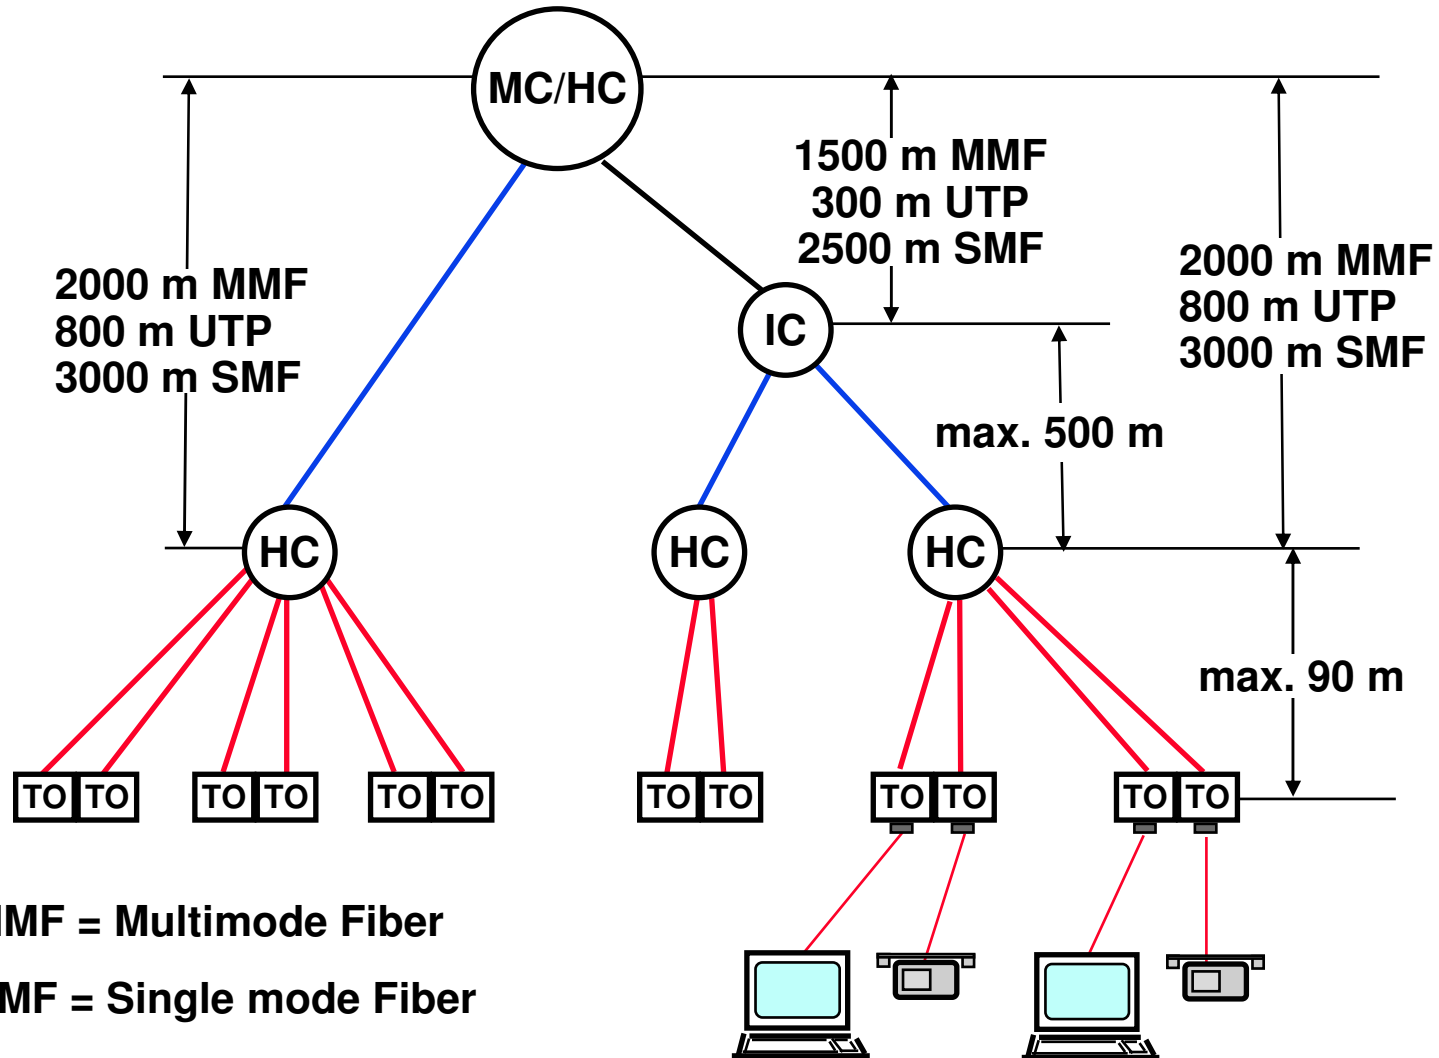 MC/HC
1500 m MMF
300 m UTP
2500 m SMF
2000 m MMF
800 m UTP
3000 m SMF
2000 m MMF
800 m UTP
3000 m SMF
IC
max. 500 m
HC
HC
HC
max. 90 m
TO TO TO TO TO TO TO TO TO TO TO TO
MF = Multimode Fiber
MF = Single mode Fiber